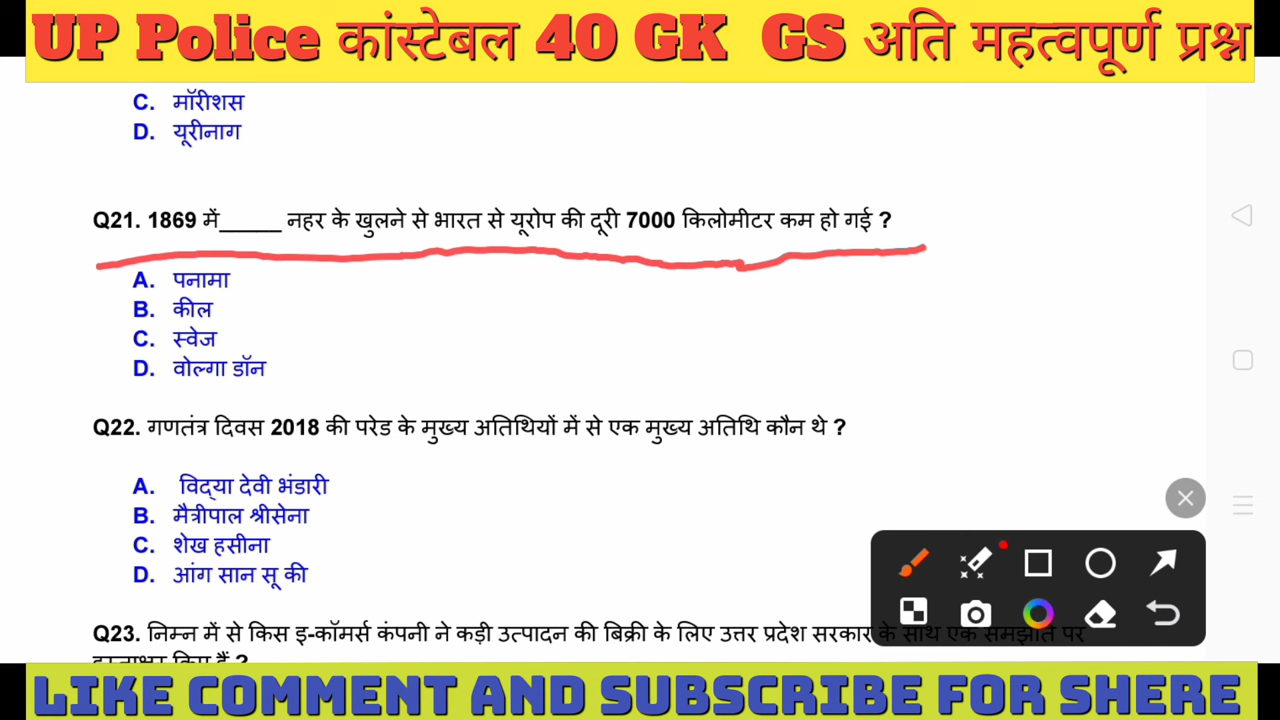 UP Police कांस्टेबल 40 GK GS अति महत्वपूर्ण प्रश्न
C. मॉरीशस
D. यूरीनाग
Q21. 1869 में_____ नहर के खुलने से भारत से यूरोप की दूरी 7000 किलोमीटर कम हो गई ?
A. पनामा
B. कील
C. स्वेज
D. वोल्गा डॉन
Q22. गणतंत्र दिवस 2018 की परेड के मुख्य अतिथियों में से एक मुख्य अतिथि कौन थे ?
A. विद्या देवी भंडारी
B. मैत्रीपाल श्रीसेना
C. शेख हसीना
D. आंग सान सू की
Q23. निम्न में से किस इ-कॉमर्स कंपनी ने कड़ी उत्पादन की बिक्री के लिए उत्तर प्रदेश सरकार के साथ एक समझौते पर
LIKE COMMENT AND SUBSCRIBE FOR SHERE